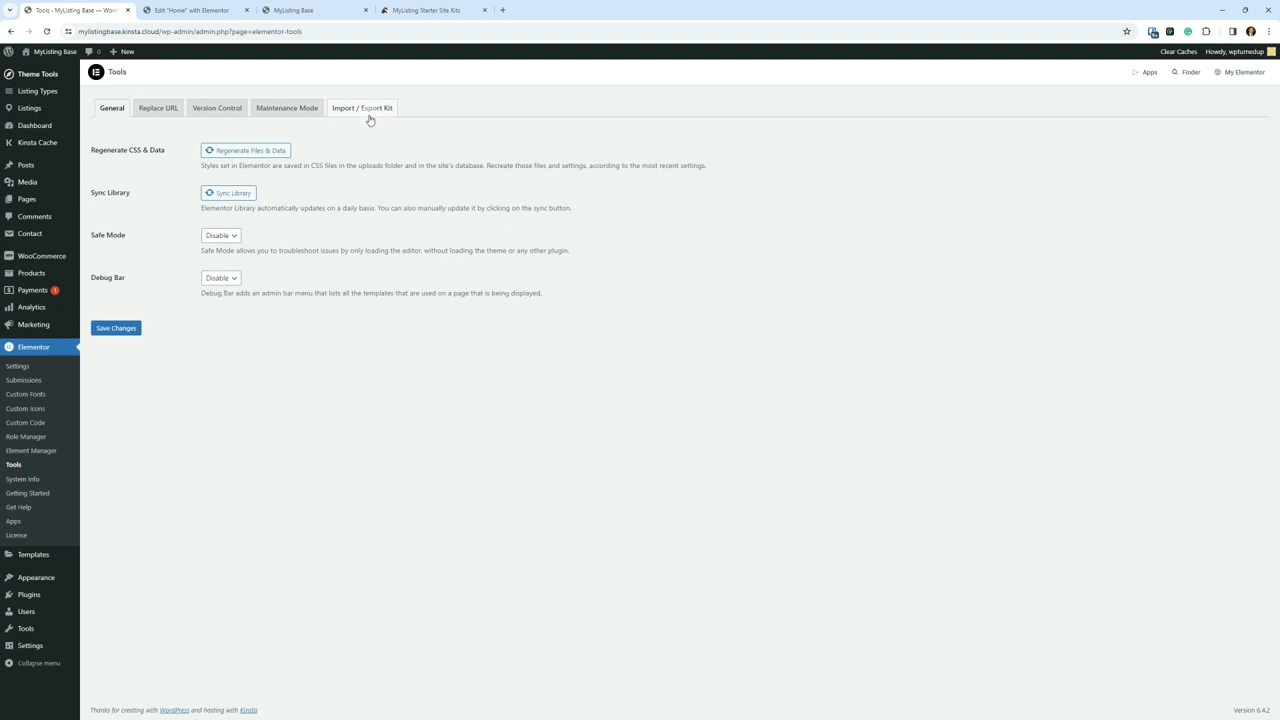 Tools - MyListing Base — Wor
Edit "Home" with Elementor
MyListing Base
MyListing Starter Site Kits
mylistingbase.kinsta.cloud/wp-admin/admin.php?page=elementor-tools
MyListing Base
0
New
Clear Caches
Howdy, wpturnedup
Theme Tools
Listing Types
Listings
Dashboard
Kinsta Cache
Posts
Media
Pages
Comments
Contact
WooCommerce
Products
Payments 1
Analytics
Marketing
Elementor
Settings
Submissions
Custom Fonts
Custom Icons
Custom Code
Role Manager
Element Manager
Tools
System Info
Getting Started
Get Help
Apps
License
Templates
Appearance
Plugins
Users
Tools
Settings
Collapse menu
Tools
Apps
Finder
My Elementor
General
Replace URL
Version Control
Maintenance Mode
Import / Export Kit
Regenerate CSS & Data
Regenerate Files & Data
Styles set in Elementor are saved in CSS files in the uploads folder and in the site's database. Recreate those files and settings, according to the most recent settings.
Sync Library
Sync Library
Elementor Library automatically updates on a daily basis. You can also manually update it by clicking on the sync button.
Safe Mode
Disable
Safe Mode allows you to troubleshoot issues by only loading the editor, without loading the theme or any other plugin.
Debug Bar
Disable
Debug Bar adds an admin bar menu that lists all the templates that are used on a page that is being displayed.
Save Changes
Thanks for creating with WordPress and hosting with Kinsta
Version 6.4.2